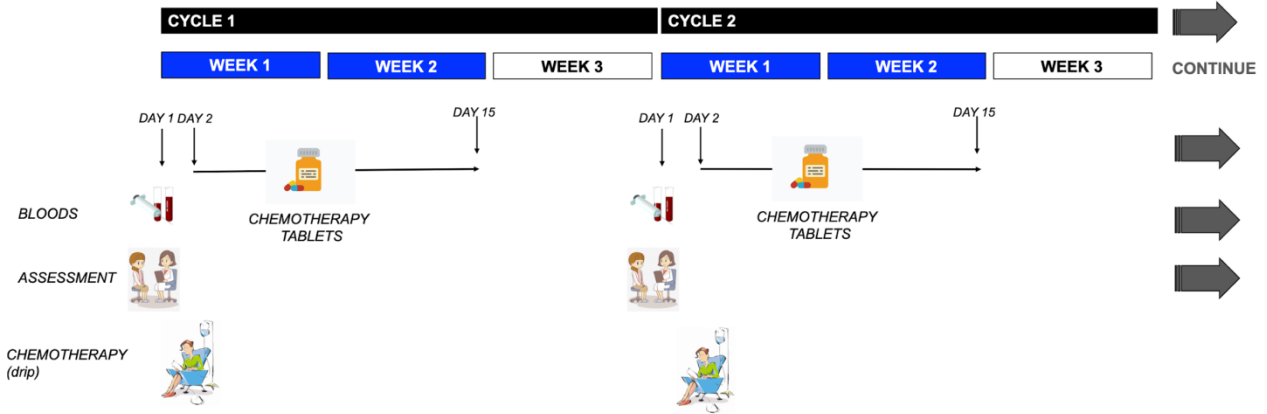 CYCLE 1
CYCLE 2
WEEK 1
WEEK 2
WEEK 3
WEEK 1
WEEK 2
WEEK 3
CONTINUE
DAY 1
DAY 2
DAY 15
DAY 1
DAY 2
DAY 15
BLOODS
CHEMOTHERAPY
TABLETS
CHEMOTHERAPY
TABLETS
ASSESSMENT
CHEMOTHERAPY
(drip)